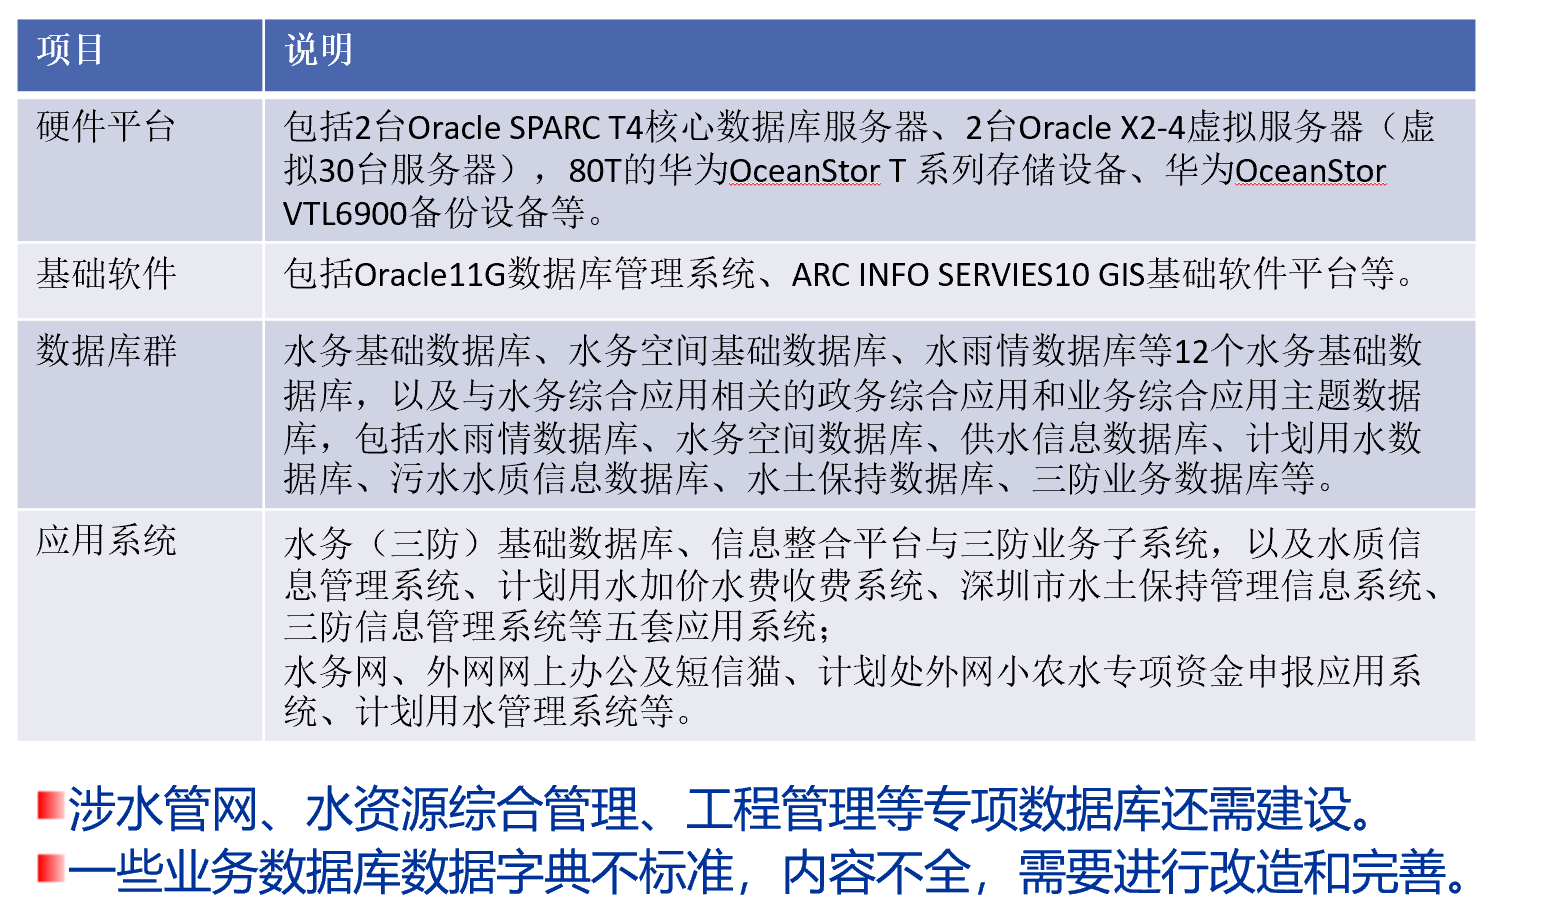 项目
说明
硬件平台
包括2台Oracle SPARC T4核心数据库服务器、2台Oracle X2-4虚拟服务器（虚
拟30台服务器），80T的华为OceanStor T 系列存储设备、华为OceanStor
VTL6900备份设备等。
基础软件
包括Oracle11G数据库管理系统、ARC INFO SERVIES10 GIS基础软件平台等。
数据库群
水务基础数据库、水务空间基础数据库、水雨情数据库等12个水务基础数
据库，以及与水务综合应用相关的政务综合应用和业务综合应用主题数据
库，包括水雨情数据库、水务空间数据库、供水信息数据库、计划用水数
据库、污水水质信息数据库、水土保持数据库、三防业务数据库等。
应用系统
水务（三防）基础数据库、信息整合平台与三防业务子系统，以及水质信
息管理系统、计划用水加价水费收费系统、深圳市水土保持管理信息系统、
三防信息管理系统等五套应用系统；
水务网、外网网上办公及短信猫、计划处外网小农水专项资金申报应用系
统、计划用水管理系统等。
涉水管网、水资源综合管理、工程管理等专项数据库还需建设。
一些业务数据库数据字典不标准，内容不全，需要进行改造和完善。